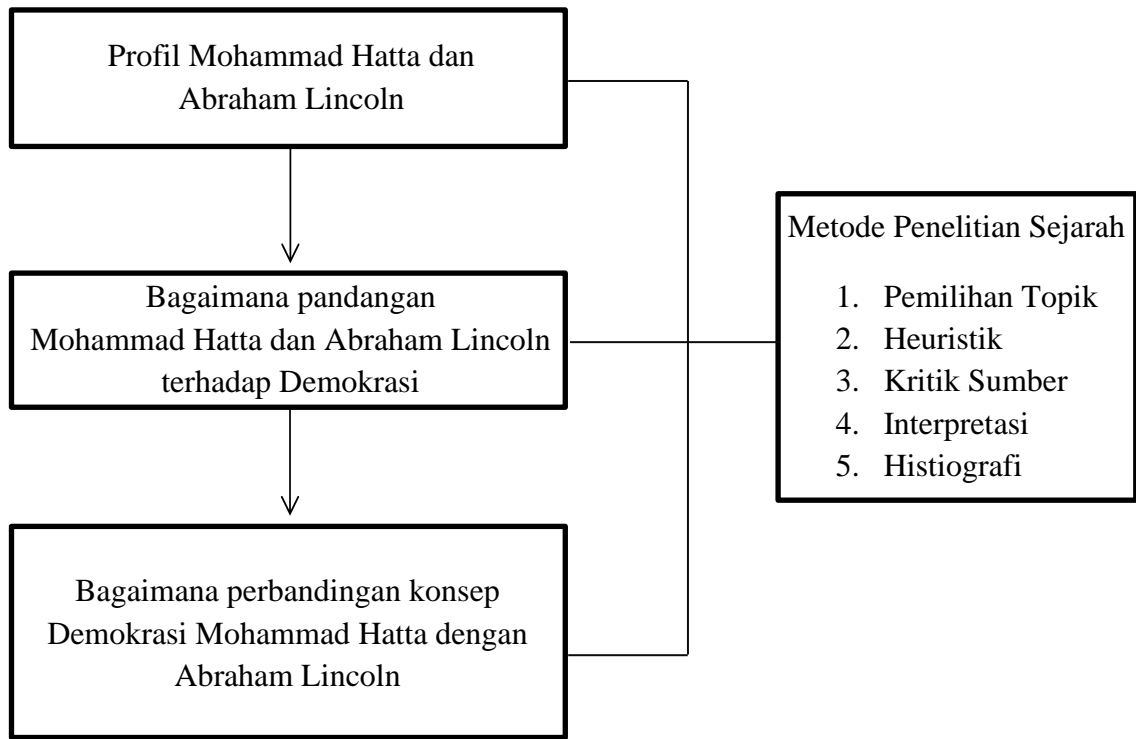 Profil Mohammad Hatta dan
Abraham Lincoln
Bagaimana pandangan
Mohammad Hatta dan Abraham Lincoln
terhadap Demokrasi
Bagaimana perbandingan konsep
Demokrasi Mohammad Hatta dengan
Abraham Lincoln
Metode Penelitian Sejarah
1. Pemilihan Topik
2. Heuristik
3. Kritik Sumber
4. Interpretasi
5. Histiografi